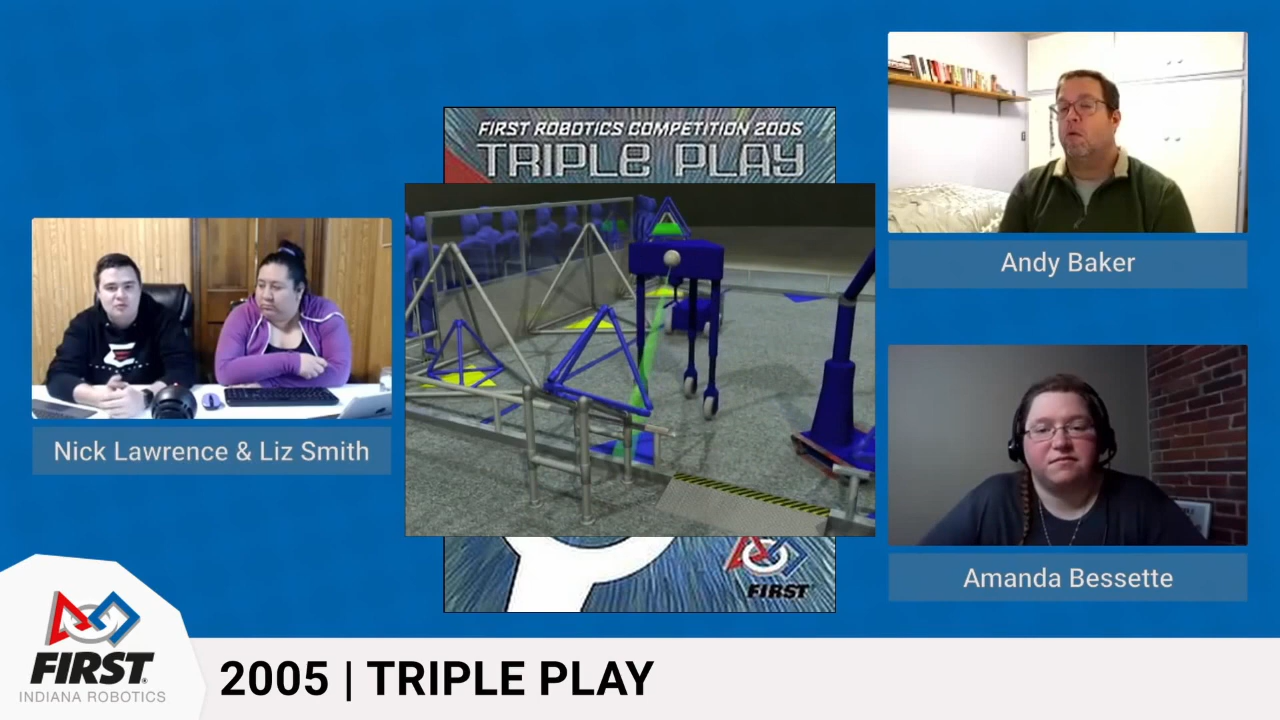 FIRST ROBOTICS COMPETITION 2005
TRIPLE PLAY
Andy Baker
Nick Lawrence & Liz Smith
Amanda Bessette
FIRST
FIRST
INDIANA ROBOTICS
2005 | TRIPLE PLAY